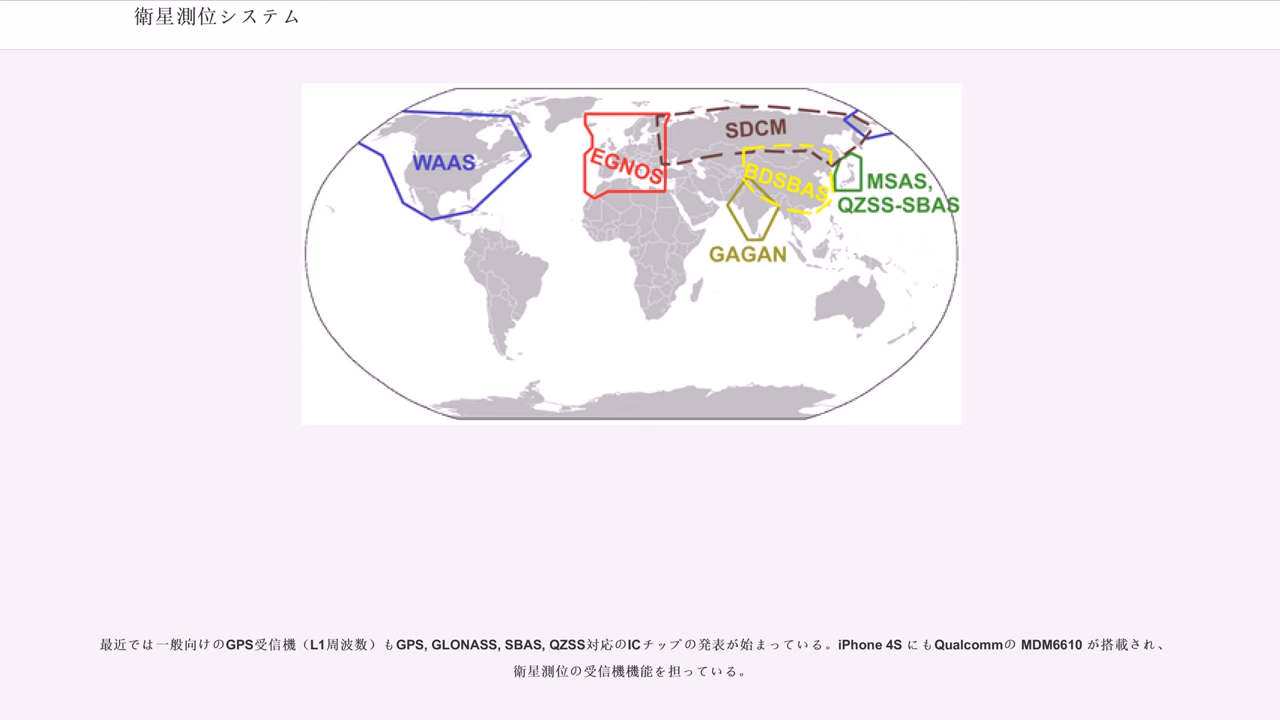 衛星測位システム
SDCM
WAAS
EGNOS
BDSBAS
MSAS,
QZSS-SBAS
GAGAN
最近では一般向けのGPS受信機（L1周波数）もGPS, GLONASS, SBAS, QZSS対応のICチップの発表が始まっている。iPhone 4S にもQualcommの MDM6610 が搭載され、
衛星測位の受信機機能を担っている。